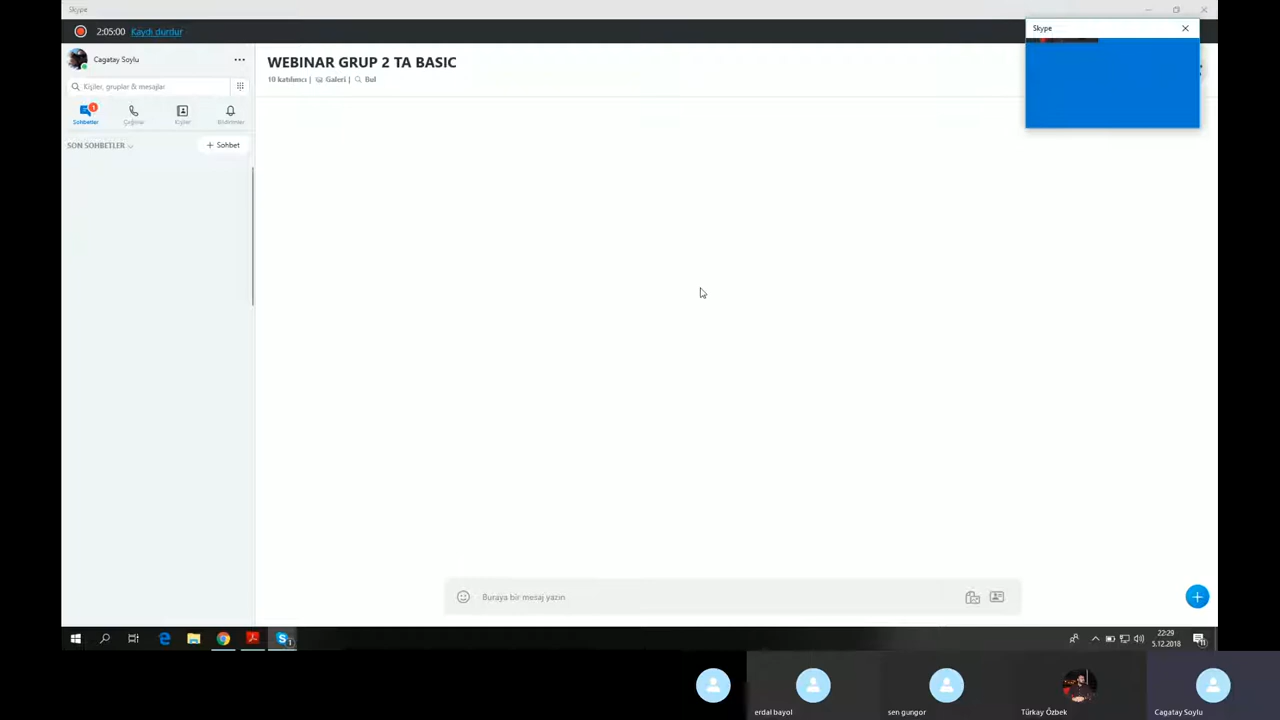 Skype
2:05:00 Kaydı durdur
Skype
Cagatay Soylu
WEBINAR GRUP 2 TA BASIC
10 katılımcı | Galeri | Bul
Kişiler, gruplar & mesajlar
1
Sohbetler Çağrılar Kişiler Bildirimler
SON SOHBETLER
+ Sohbet
Buraya bir mesaj yazın
22:29
5.12.2018
erdal bayol
sen gungor
Türkay Özbek
Cagatay Soylu